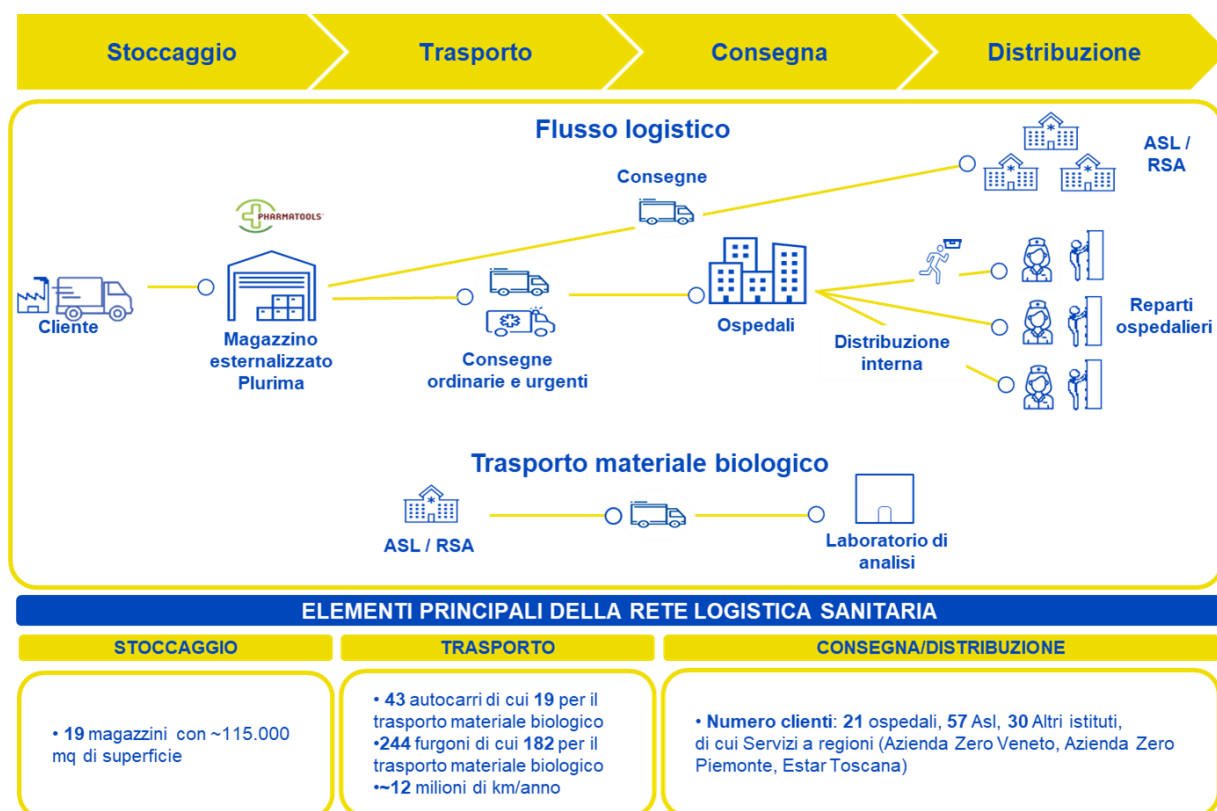 Stoccaggio
Trasporto
Consegna
Distribuzione
Flusso logistico
ASL /
RSA
Consegne
PHARMATOOLS®
Cliente
Magazzino
esternalizzato
Plurima
Consegne
ordinarie e urgenti
Ospedali
Distribuzione
interna
Reparti
ospedalieri
Trasporto materiale biologico
ASL / RSA
Laboratorio di
analisi
ELEMENTI PRINCIPALI DELLA RETE LOGISTICA SANITARIA
STOCCAGGIO
TRASPORTO
CONSEGNA/DISTRIBUZIONE
• 19 magazzini con ~115.000
mq di superficie
• 43 autocarri di cui 19 per il
trasporto materiale biologico
•244 furgoni di cui 182 per il
trasporto materiale biologico
•~12 milioni di km/anno
• Numero clienti: 21 ospedali, 57 Asl, 30 Altri istituti,
di cui Servizi a regioni (Azienda Zero Veneto, Azienda Zero
Piemonte, Estar Toscana)